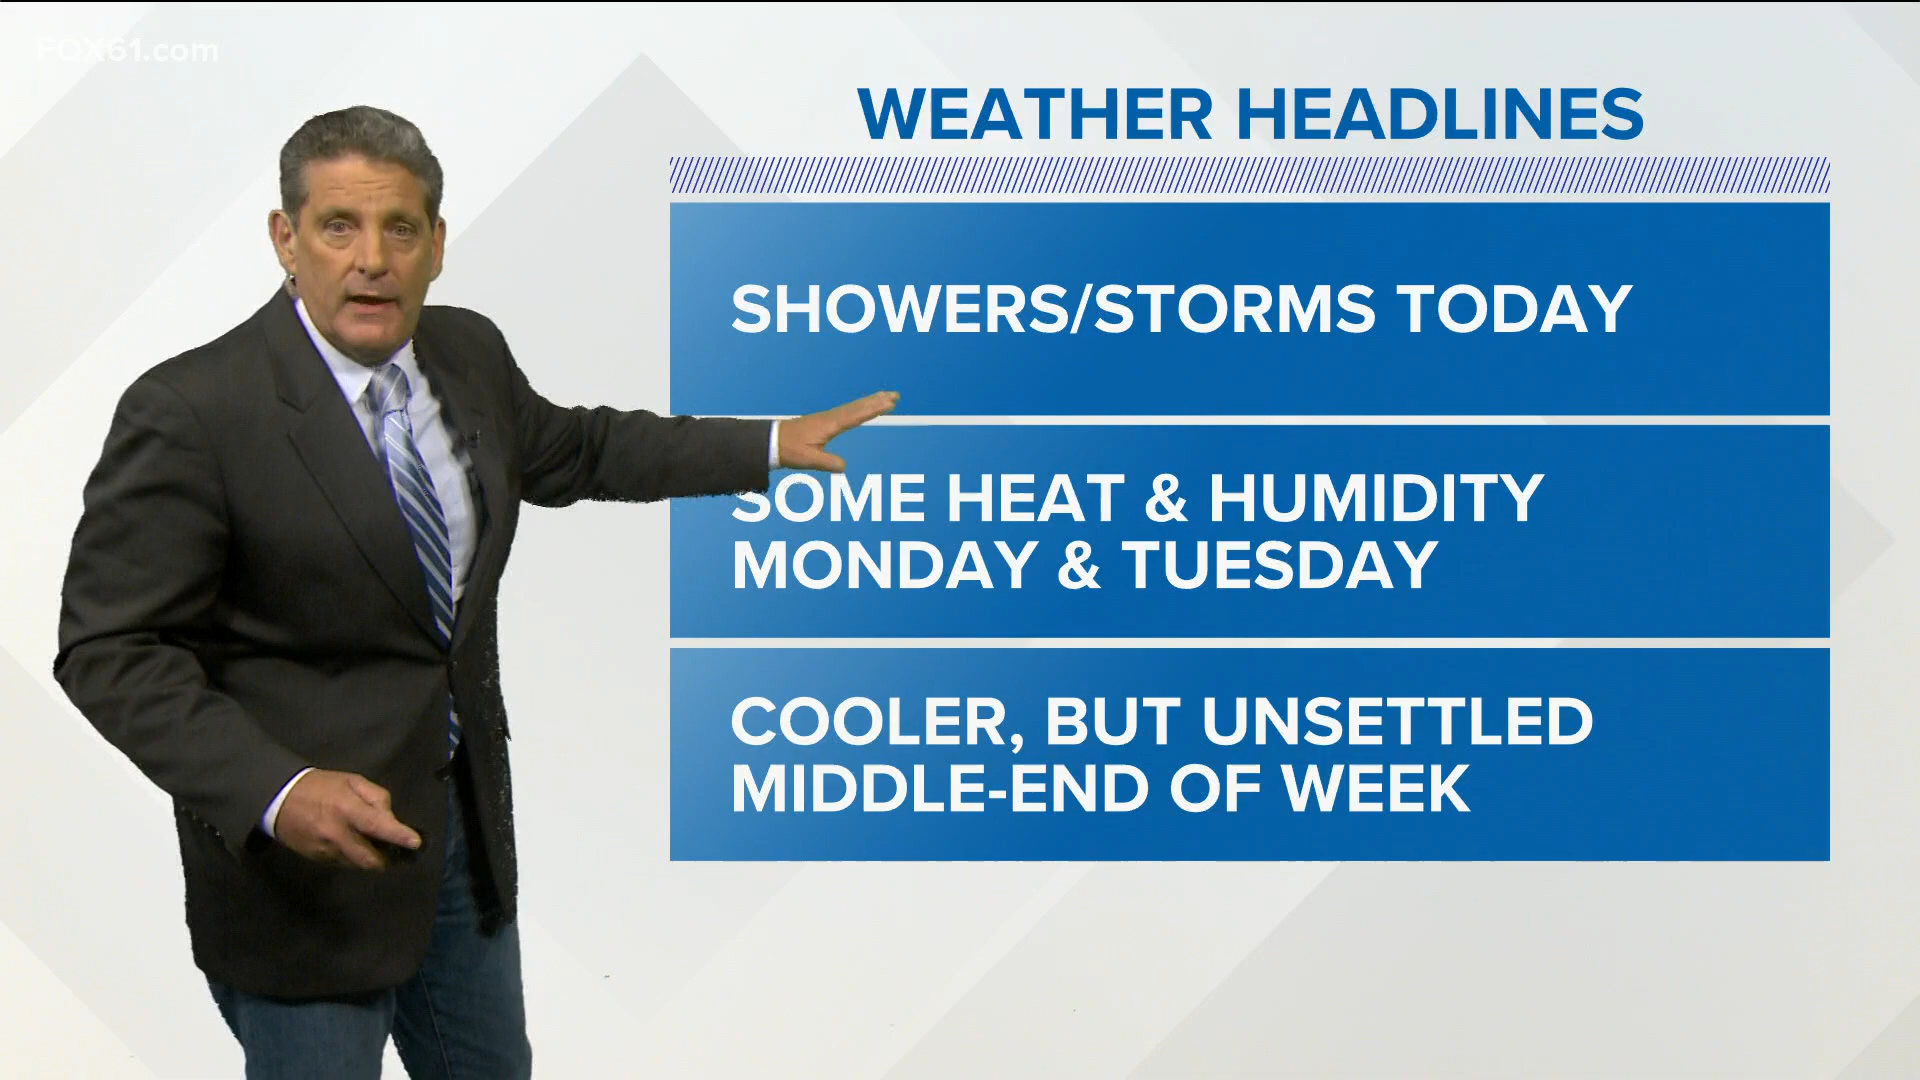 FOX61.com
WEATHER HEADLINES
SHOWERS/STORMS TODAY
SOME HEAT & HUMIDITY
MONDAY & TUESDAY
COOLER, BUT UNSETTLED
MIDDLE-END OF WEEK